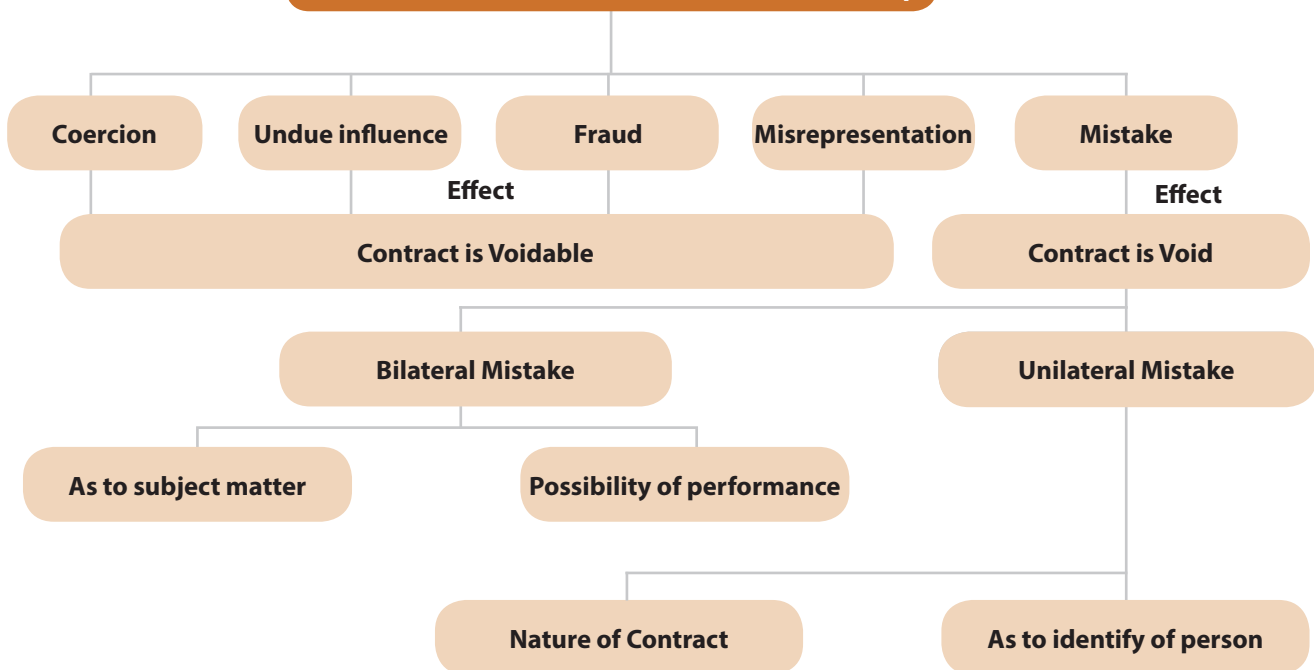 Coercion
Undue influence
Fraud
Misrepresentation
Mistake
Effect
Effect
Contract is Voidable
Contract is Void
Bilateral Mistake
Unilateral Mistake
As to subject matter
Possibility of performance
Nature of Contract
As to identify of person